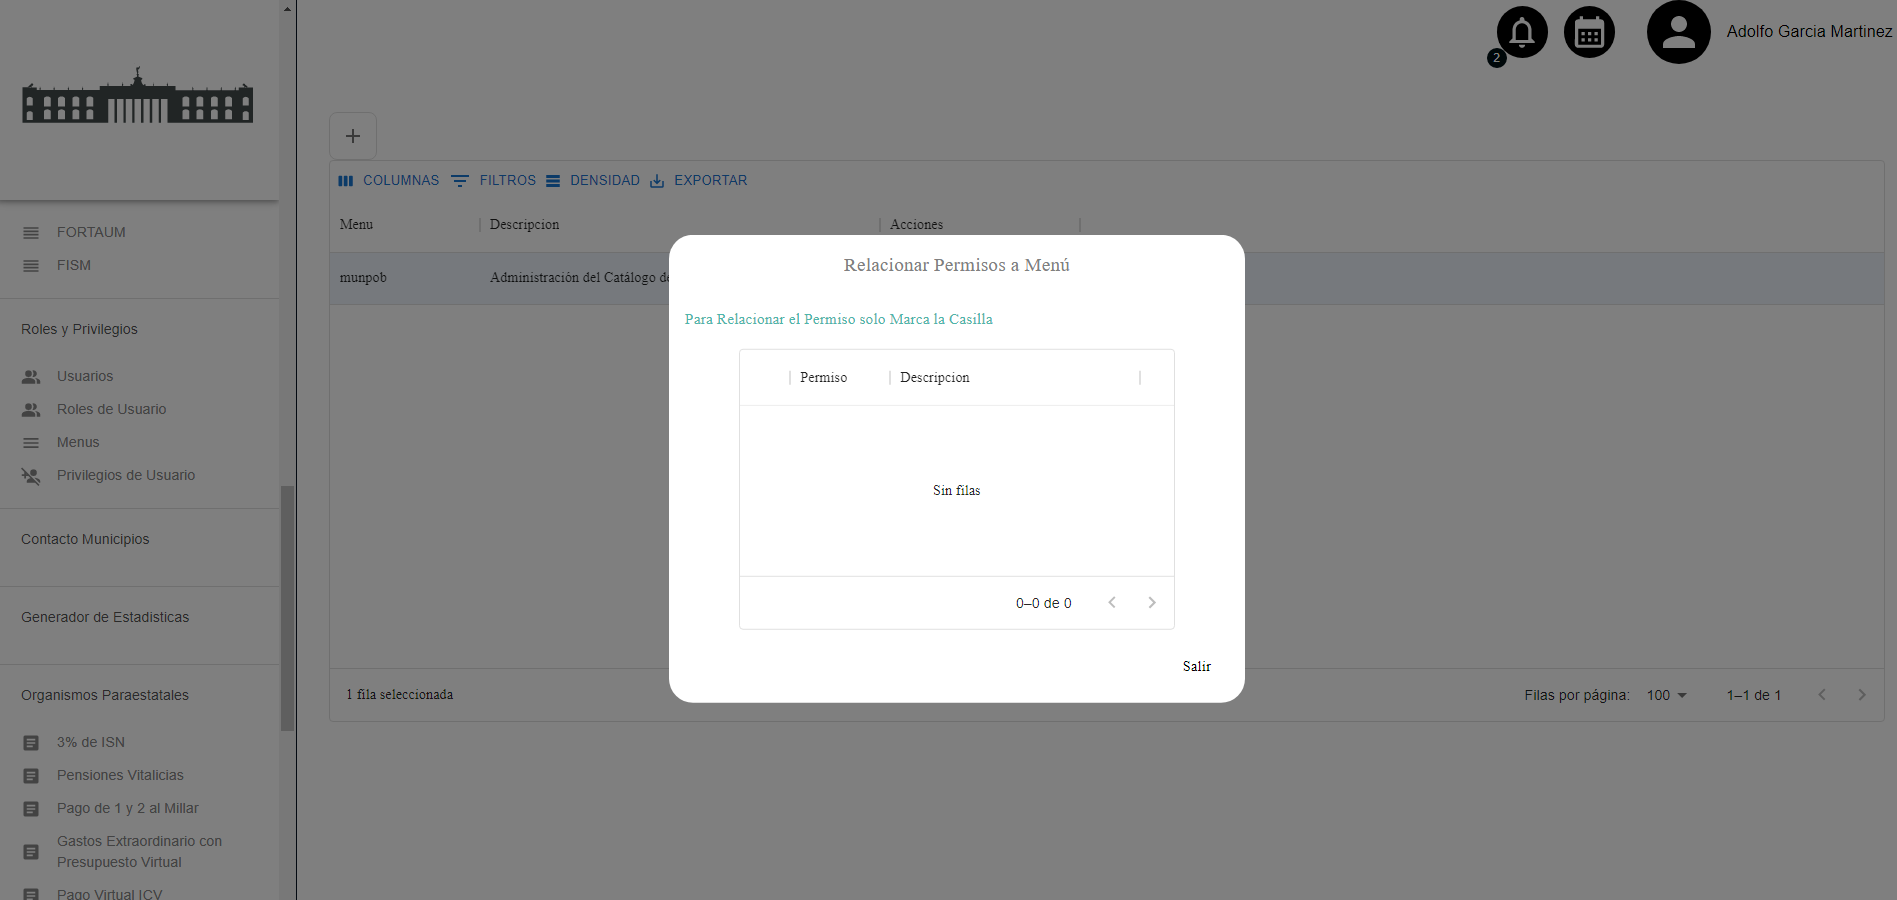 2
Adolfo Garcia Martinez
FORTAUM
FISM
Roles y Privilegios
Usuarios
Roles de Usuario
Menus
Privilegios de Usuario
Contacto Municipios
Generador de Estadisticas
Organismos Paraestatales
3% de ISN
Pensiones Vitalicias
Pago de 1 y 2 al Millar
Gastos Extraordinario con
Presupuesto Virtual
Pago Virtual ICV
COLUMNAS FILTROS DENSIDAD EXPORTAR
Menu Descripcion Acciones
munpob Administración del Catálogo de
1 fila seleccionada
Filas por página: 100 1–1 de 1
Relacionar Permisos a Menú
Para Relacionar el Permiso solo Marca la Casilla
Permiso Descripcion
Sin filas
0–0 de 0
Salir